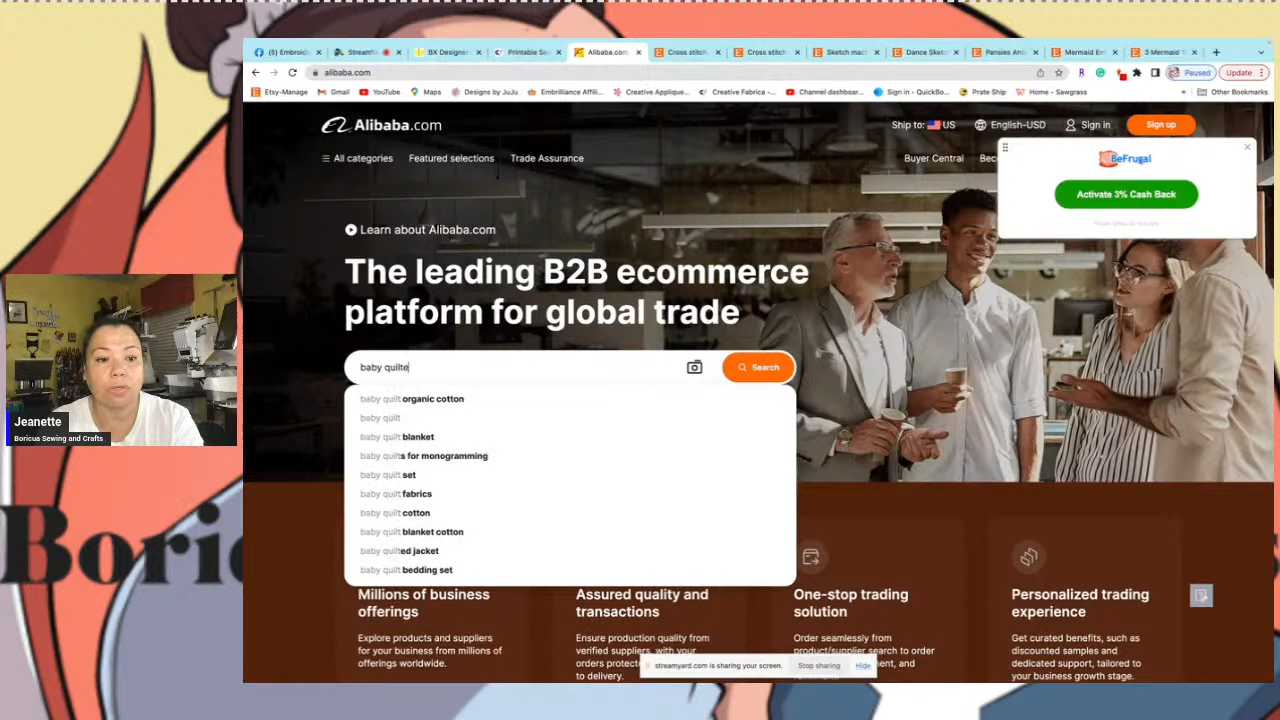 (5) Embroide
StreamYa
BX Designer
Printable Se
Alibaba.com
Cross stitch
Cross stitch
Sketch mac
Dance Sket
Pansies Am
Mermaid Em
3 Mermaid T
alibaba.com
Paused
Update
Etsy-Manage
Gmail
YouTube
Maps
Designs by JuJu
Embrilliance Affili...
Creative Applique...
Creative Fabrica -...
Channel dashboar...
Sign in - QuickBo...
Prate Ship
Home - Sawgrass
»
Other Bookmarks
Alibaba.com
Ship to: US
English-USD
Sign in
Sign up
All categories
Featured selections
Trade Assurance
Buyer Central
Bec
BeFrugal
Activate 3% Cash Back
Learn about Alibaba.com
The leading B2B ecommerce
platform for global trade
baby quilte
Search
baby quilt organic cotton
baby quilt
baby quilt blanket
baby quilts for monogramming
baby quilt set
baby quilt fabrics
baby quilt cotton
baby quilt blanket cotton
baby quilted jacket
baby quilt bedding set
Millions of business
offerings
Explore products and suppliers
for your business from millions of
offerings worldwide.
Assured quality and
transactions
Ensure production quality from
verified suppliers, with your
orders protec
to delivery.
One-stop trading
solution
Order seamlessly from
product/supplier search to order
ment, and
Personalized trading
experience
Get curated benefits, such as
discounted samples and
dedicated support, tailored to
your business growth stage.
streamyard.com is sharing your screen.
Stop sharing
Hide
Jeanette
Boricua Sewing and Crafts
Boric